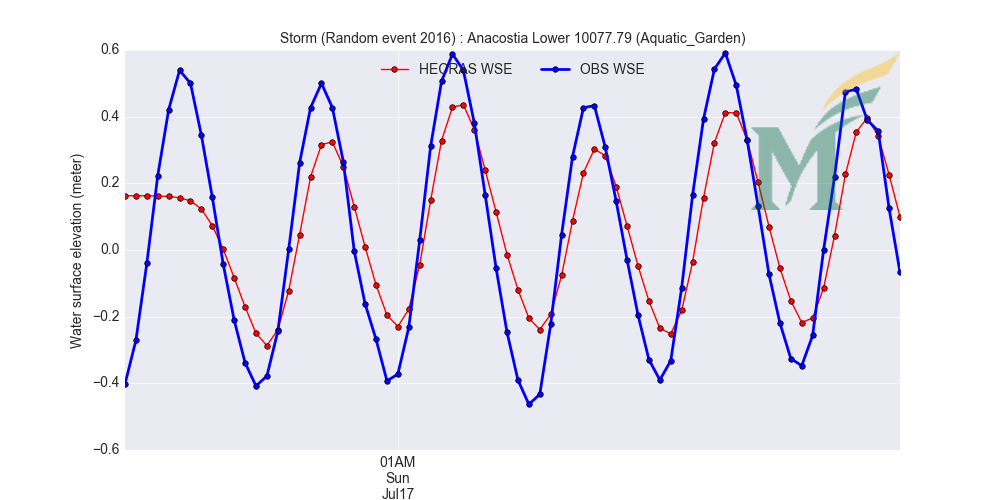 Storm (Random event 2016) : Anacostia Lower 10077.79 (Aquatic_Garden)
HECRAS WSE
OBS WSE
Water surface elevation (meter)
0.6
0.4
0.2
0.0
−0.2
−0.4
−0.6
01AM
Sun
Jul17
M